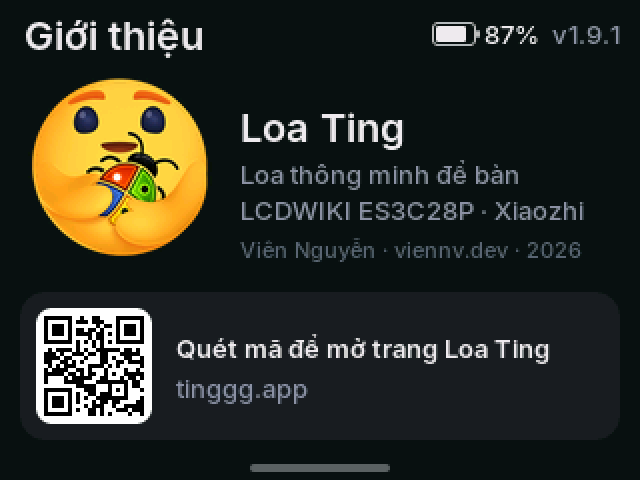 Giới thiệu
87% v1.9.1
Loa Ting
Loa thông minh để bàn
LCDWIKI ES3C28P · Xiaozhi
Viên Nguyễn · viennv.dev · 2026
Quét mã để mở trang Loa Ting
tinggg.app